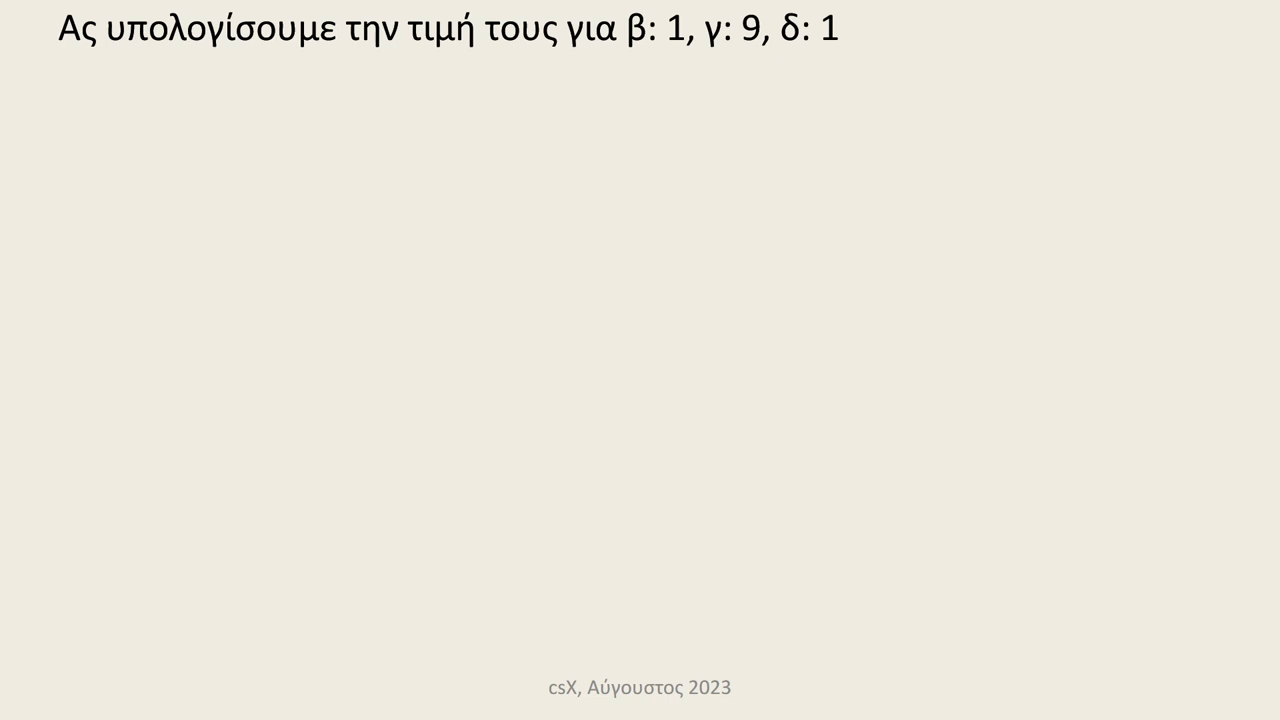 Ας υπολογίσουμε την τιμή τους για β: 1, γ: 9, δ: 1
csX, Αύγουστος 2023